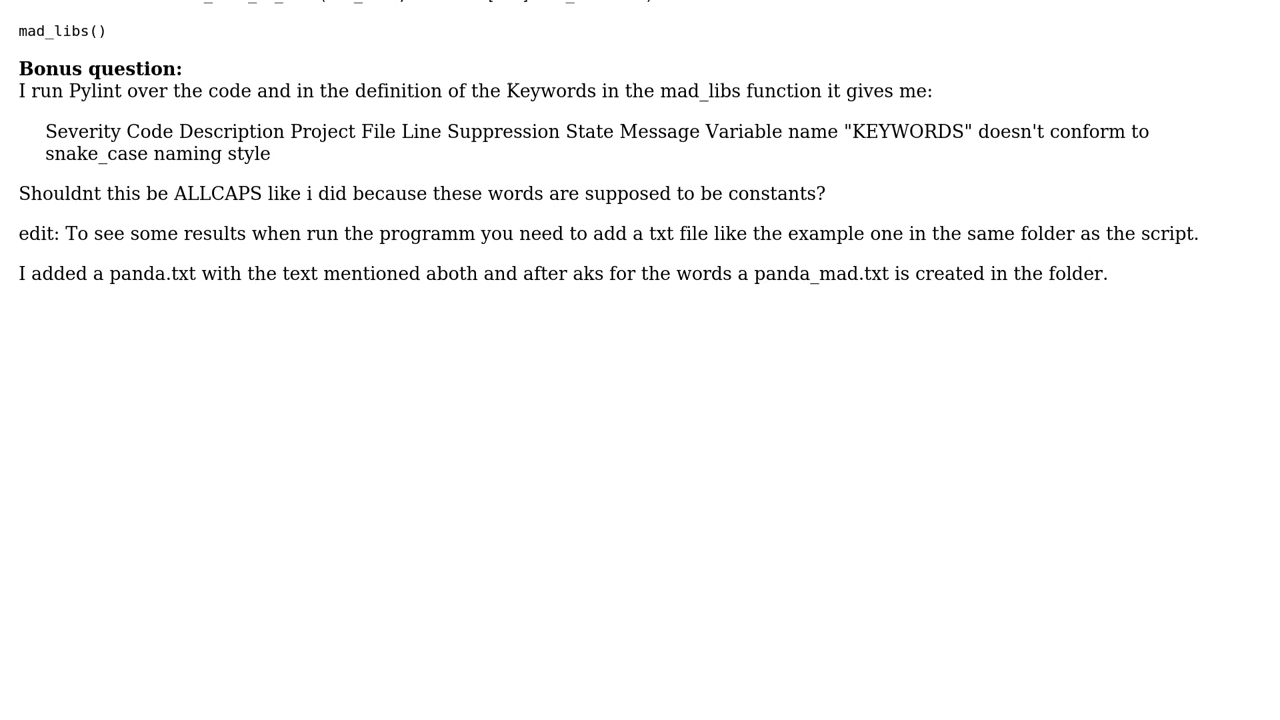 mad_libs()
Bonus question:
I run Pylint over the code and in the definition of the Keywords in the mad_libs function it gives me:
Severity Code Description Project File Line Suppression State Message Variable name "KEYWORDS" doesn't conform to
snake_case naming style
Shouldnt this be ALLCAPS like i did because these words are supposed to be constants?
edit: To see some results when run the programm you need to add a txt file like the example one in the same folder as the script.
I added a panda.txt with the text mentioned aboth and after aks for the words a panda_mad.txt is created in the folder.